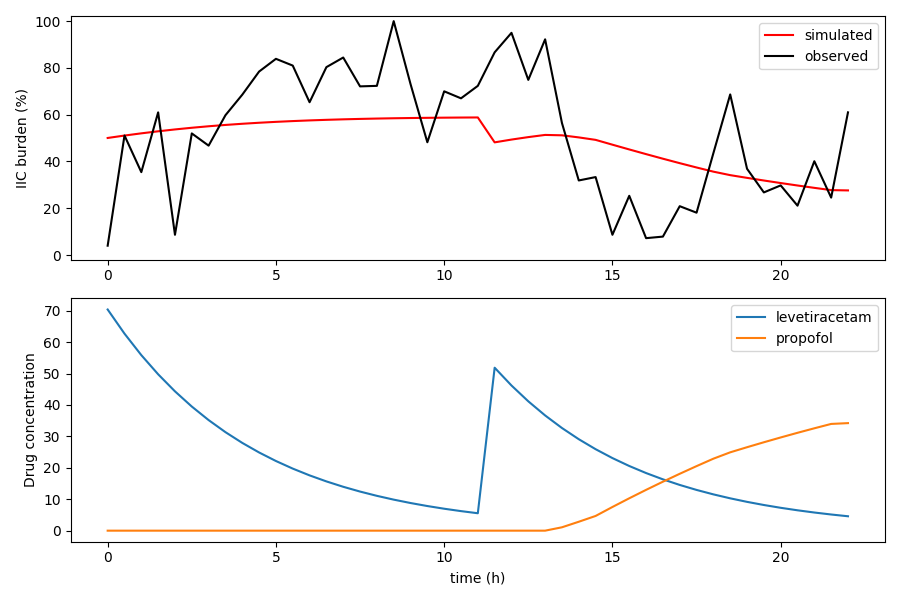 100
80
60
40
20
0
IIC burden (%)
simulated
observed
0 5 10 15 20
70
60
50
40
30
20
10
0
Drug concentration
levetiracetam
propofol
0 5 10 15 20
time (h)